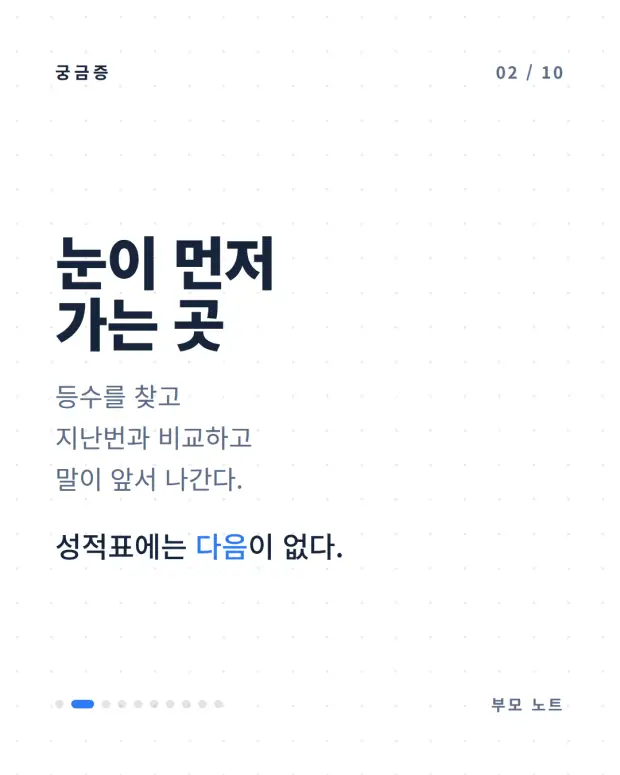 궁금증
02 / 10
눈이 먼저
가는 곳
등수를 찾고
지난번과 비교하고
말이 앞서 나간다.
성적표에는 다음이 없다.
부모 노트